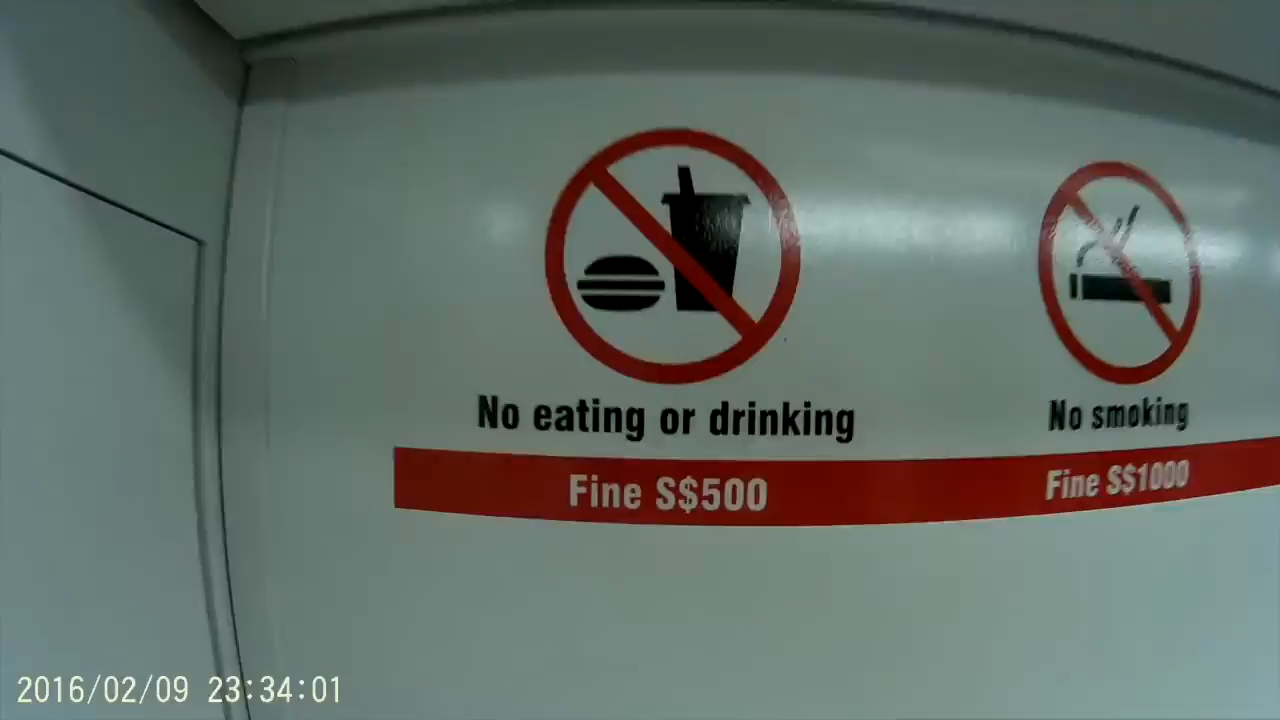 No eating or drinking
Fine S$500
No smoking
Fine S$1000
2016/02/09 23:34:01